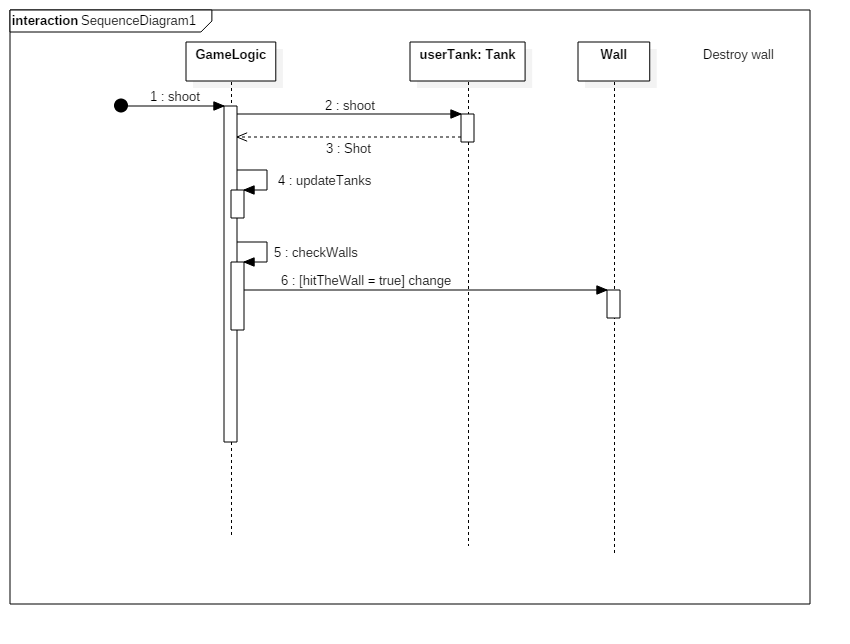 interaction SequenceDiagram1
GameLogic
userTank: Tank
Wall
Destroy wall
1 : shoot
2 : shoot
3 : Shot
4 : updateTanks
5 : checkWalls
6 : [hitTheWall = true] change